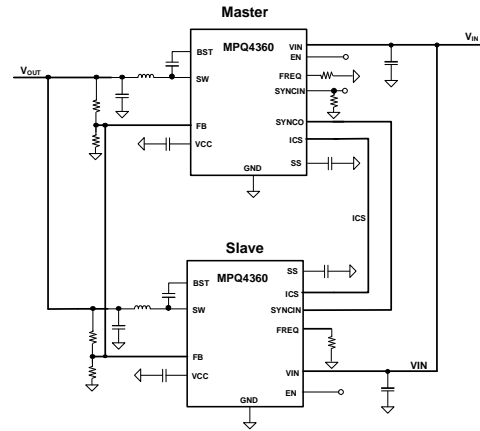 Master
MPQ4360
BST
SW
FB
VCC
GND
VIN
EN
FREQ
SYNCIN
SYNCO
ICS
SS
VOUT
VIN
ICS
Slave
MPQ4360
BST
SW
FB
VCC
GND
SS
ICS
SYNCIN
FREQ
VIN
EN
VIN